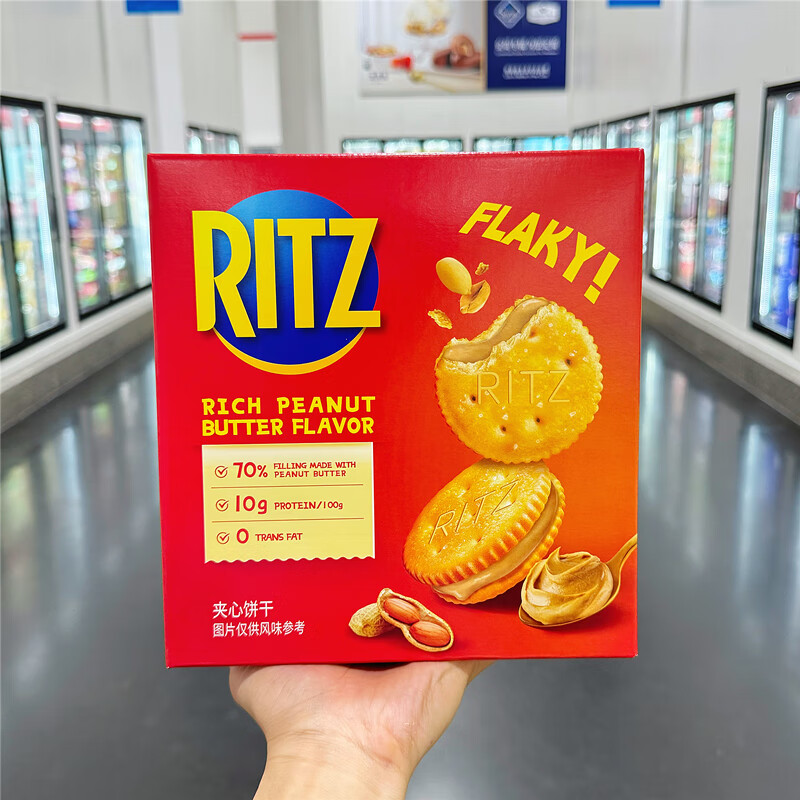 RITZ
FLAKY!
RITZ
RICH PEANUT
BUTTER FLAVOR
70% FILLING MADE WITH
PEANUT BUTTER
10g PROTEIN/100g
0 TRANS FAT
RITZ
夹心饼干
图片仅供风味参考